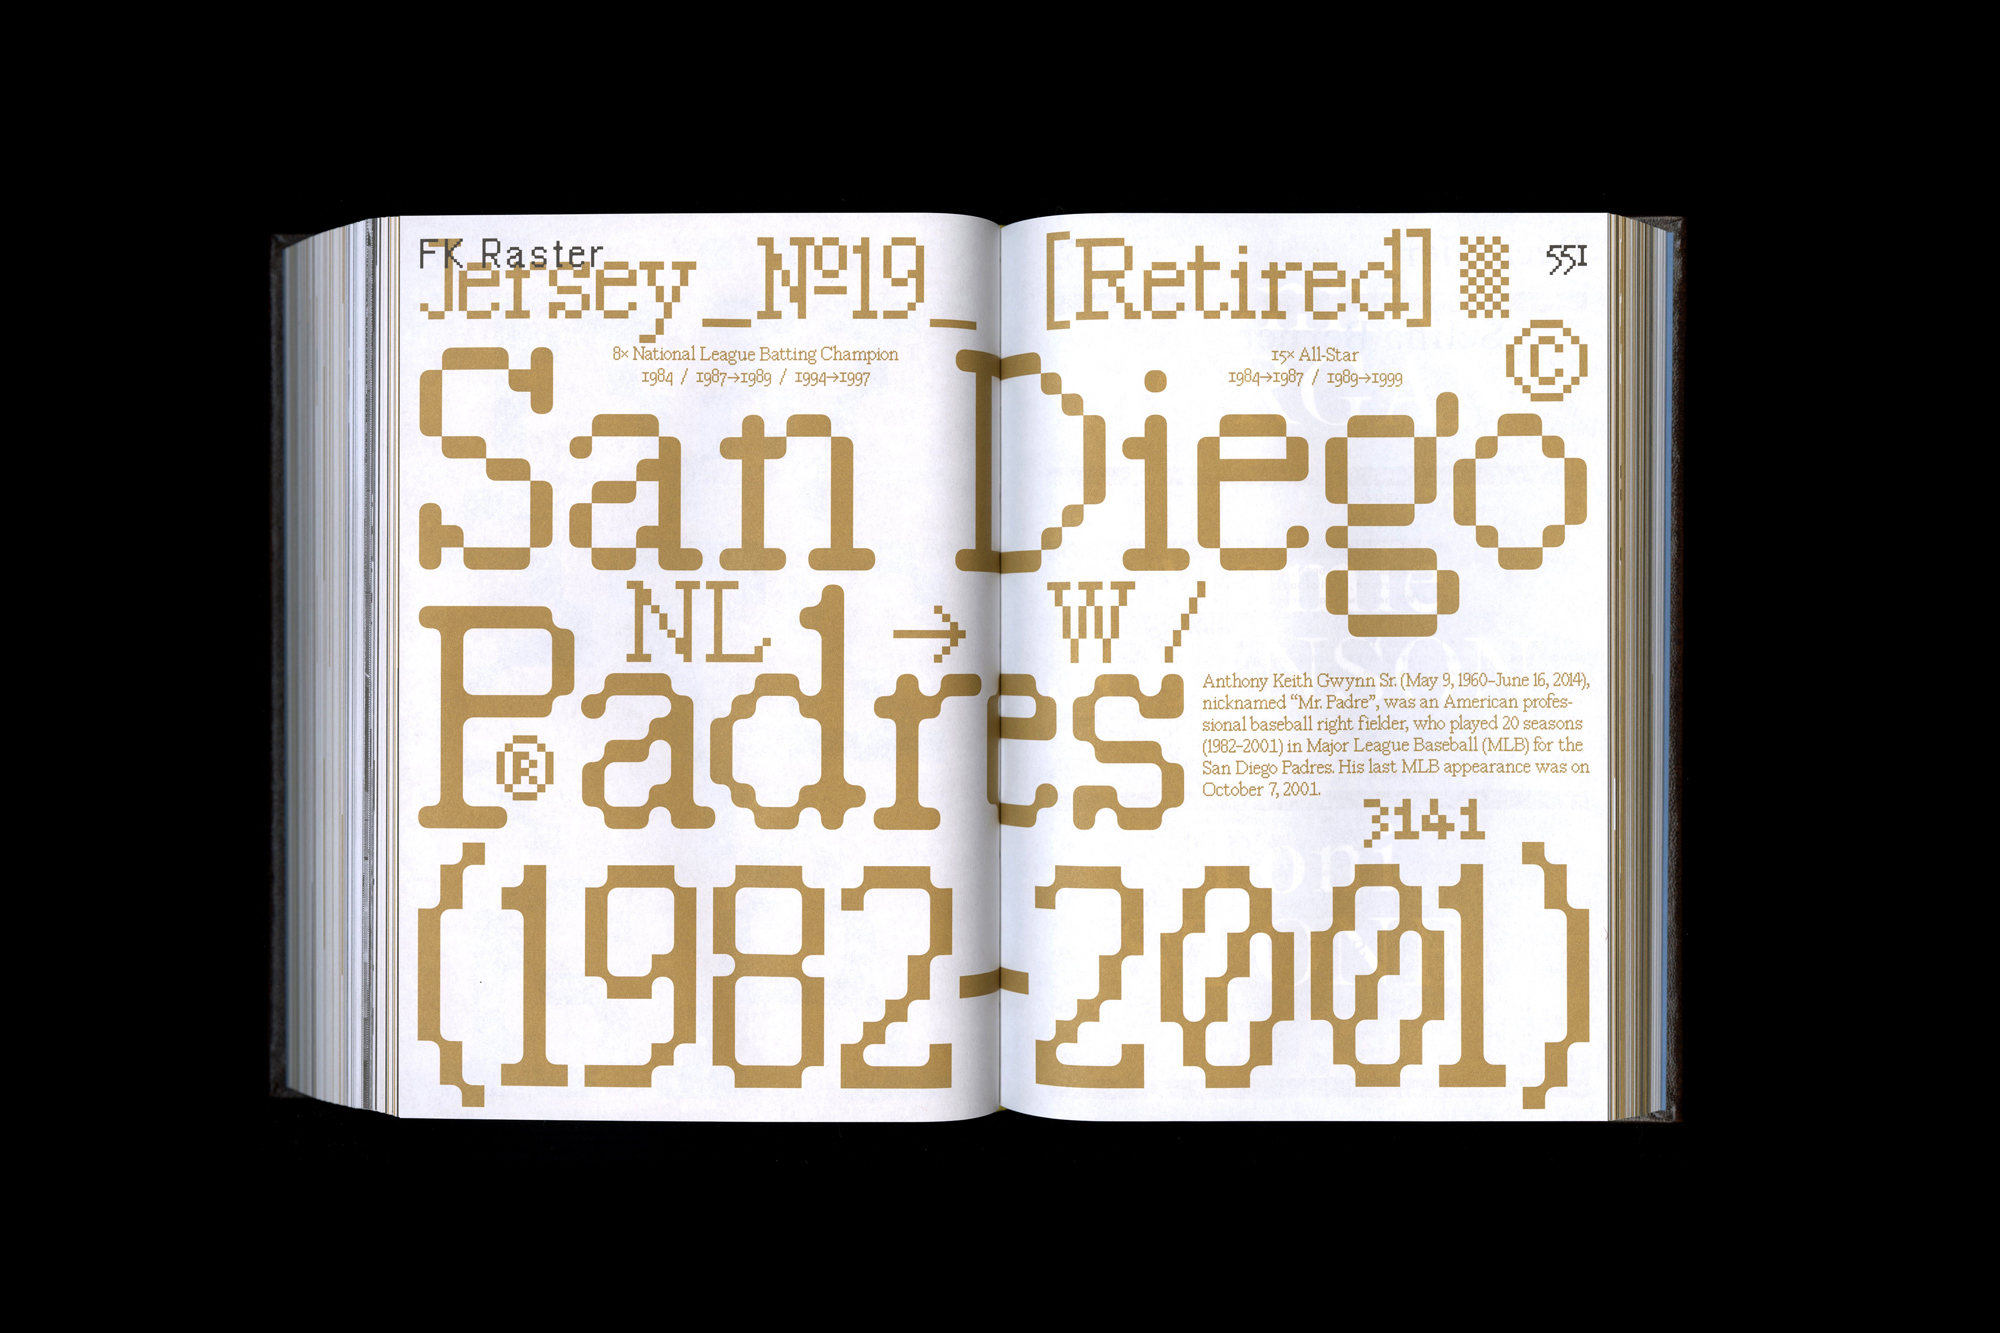 FK Raster
551
Jersey_Nº19_ [Retired]
8× National League Batting Champion
1984 / 1987→1989 / 1994→1997
15× All-Star
1984→1987 / 1989→1999
©
San Diego
NL. → W/
Padres
®
Anthony Keith Gwynn Sr. (May 9, 1960–June 16, 2014),
nicknamed “Mr. Padre”, was an American profes-
sional baseball right fielder, who played 20 seasons
(1982–2001) in Major League Baseball (MLB) for the
San Diego Padres. His last MLB appearance was on
October 7, 2001.
3141
(1982–2001)